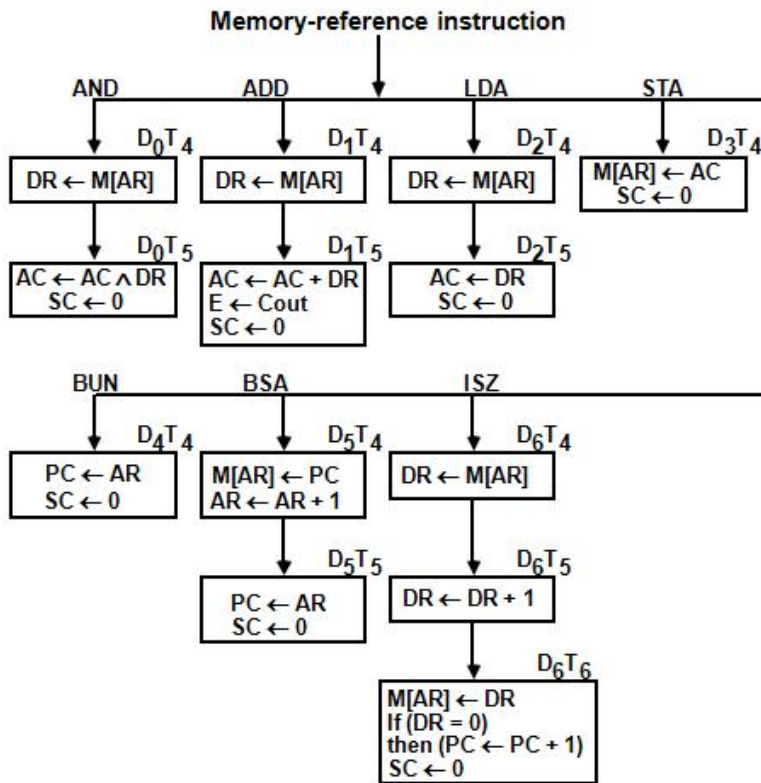 Memory-reference instruction
AND ADD LDA STA
D₀T₄ D₁T₄ D₂T₄ D₃T₄
DR ← M[AR]
DR ← M[AR]
DR ← M[AR]
M[AR] ← AC
SC ← 0
D₀T₅ D₁T₅ D₂T₅
AC ← AC ∧ DR
SC ← 0
AC ← AC + DR
E ← Cout
SC ← 0
AC ← DR
SC ← 0
BUN BSA ISZ
D₄T₄ D₅T₄ D₆T₄
PC ← AR
SC ← 0
M[AR] ← PC
AR ← AR + 1
DR ← M[AR]
D₅T₅ D₆T₅
PC ← AR
SC ← 0
DR ← DR + 1
D₆T₆
M[AR] ← DR
If (DR = 0)
then (PC ← PC + 1)
SC ← 0